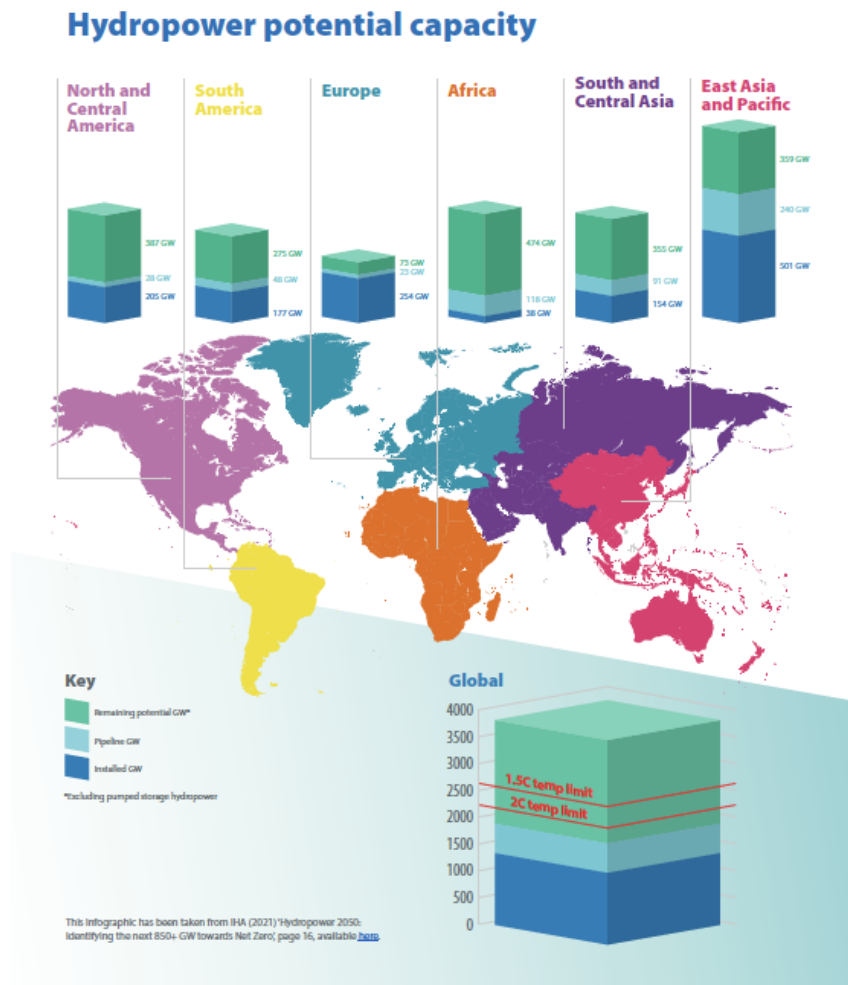 Hydropower potential capacity
North and
Central
America
South
America
Europe
Africa
South and
Central Asia
East Asia
and Pacific
387 GW
28 GW
205 GW
275 GW
48 GW
177 GW
73 GW
23 GW
254 GW
474 GW
118 GW
38 GW
355 GW
91 GW
154 GW
359 GW
240 GW
501 GW
Key
Remaining potential GW*
Pipeline GW
Installed GW
*Excluding pumped storage hydropower
Global
4000
3500
3000
2500
2000
1500
1000
500
0
1.5C temp limit
2C temp limit
This infographic has been taken from IHA (2021) 'Hydropower 2050:
Identifying the next 850+ GW towards Net Zero', page 16, available here.